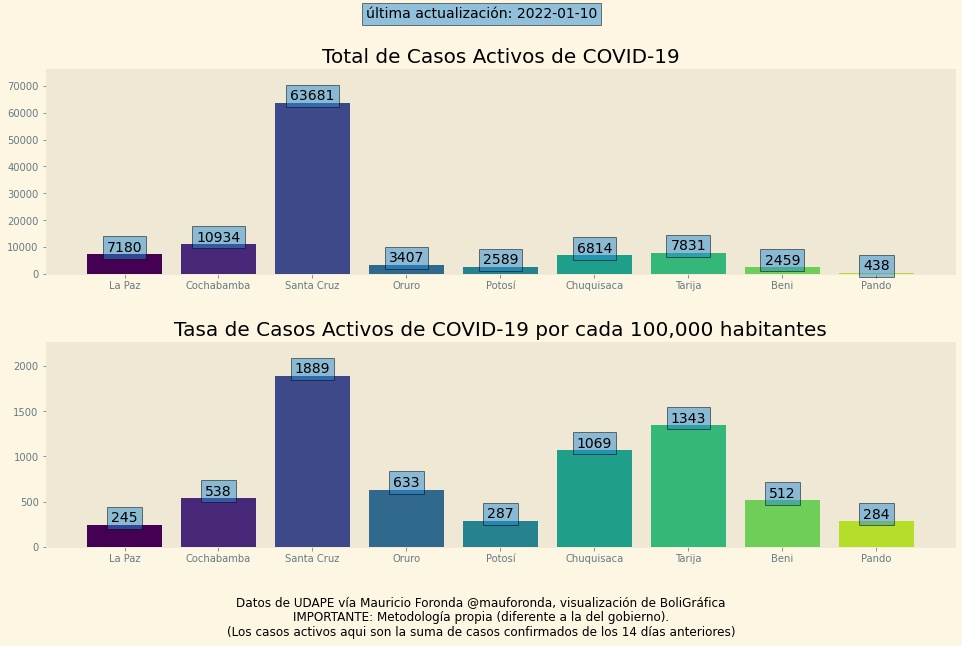 última actualización: 2022-01-10
Total de Casos Activos de COVID-19
70000
60000
50000
40000
30000
20000
10000
0
7180
10934
63681
3407
2589
6814
7831
2459
438
La Paz
Cochabamba
Santa Cruz
Oruro
Potosí
Chuquisaca
Tarija
Beni
Pando
Tasa de Casos Activos de COVID-19 por cada 100,000 habitantes
2000
1500
1000
500
0
245
538
1889
633
287
1069
1343
512
284
La Paz
Cochabamba
Santa Cruz
Oruro
Potosí
Chuquisaca
Tarija
Beni
Pando
Datos de UDAPE vía Mauricio Foronda @mauforonda, visualización de BoliGráfica
IMPORTANTE: Metodología propia (diferente a la del gobierno).
(Los casos activos aqui son la suma de casos confirmados de los 14 días anteriores)